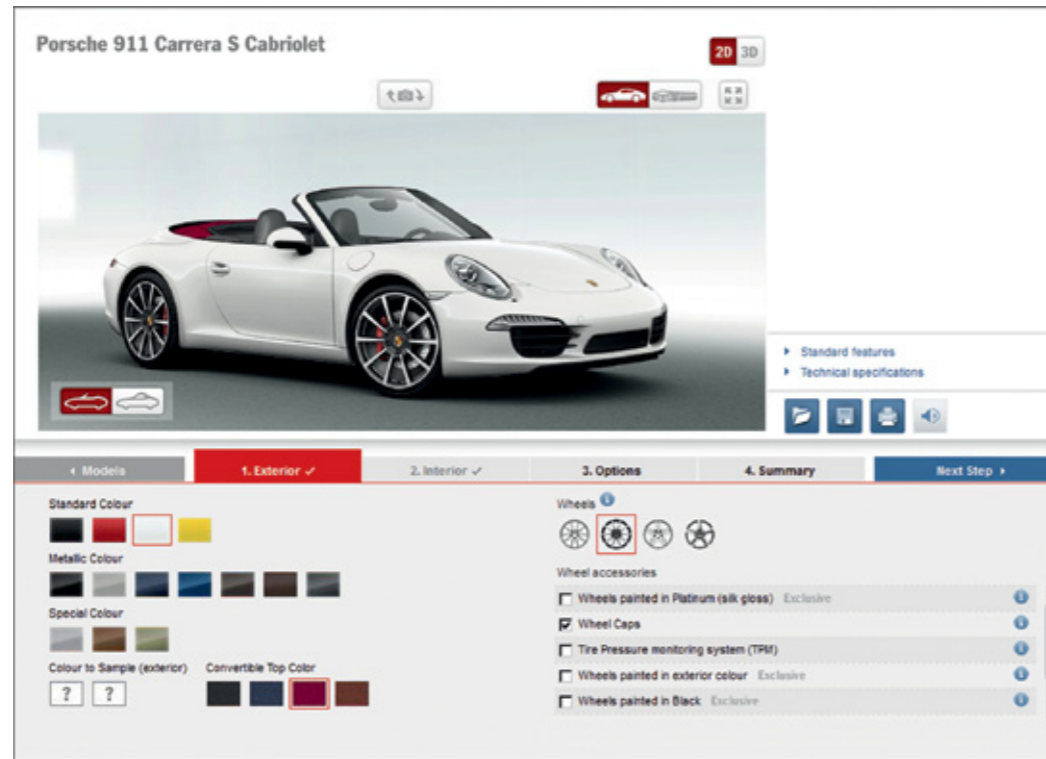 Porsche 911 Carrera S Cabriolet
2D 3D
Standard features
Technical specifications
Models
1. Exterior ✓
2. Interior ✓
3. Options
4. Summary
Next Step
Standard Colour
Metallic Colour
Special Colour
Colour to Sample (exterior)
Convertible Top Color
? ?
Wheels
Wheel accessories
Wheels painted in Platinum (silk gloss) Exclusive
Wheel Caps
Tire Pressure monitoring system (TPM)
Wheels painted in exterior colour Exclusive
Wheels painted in Black Exclusive